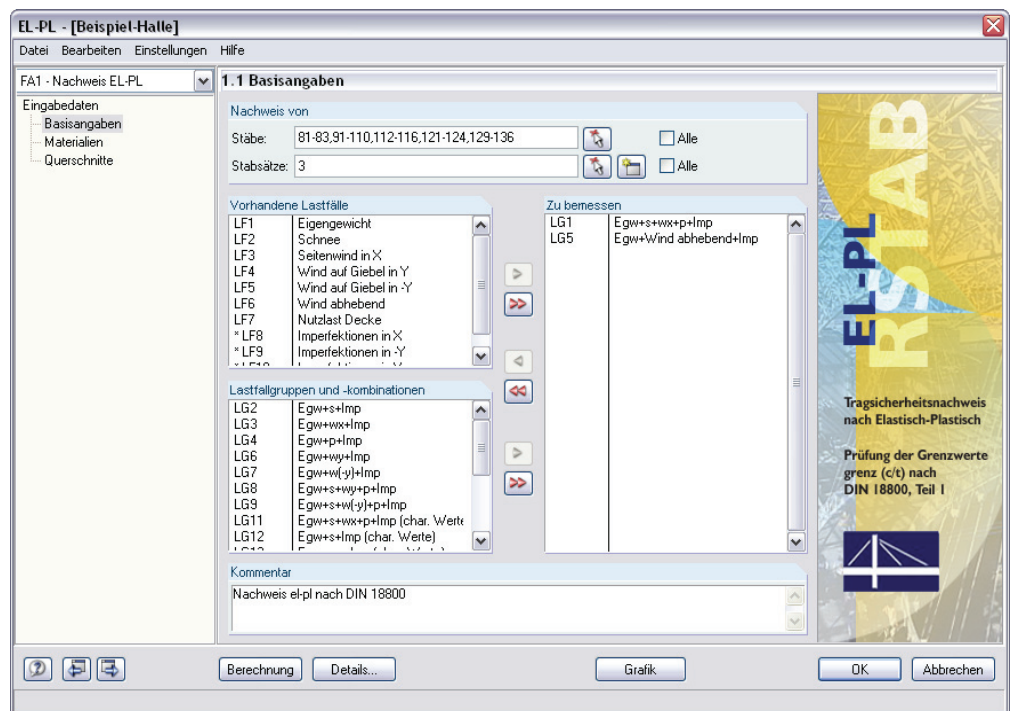 EL-PL - [Beispiel-Halle]
Datei Bearbeiten Einstellungen Hilfe
FA1 - Nachweis EL-PL
Eingabedaten
Basisangaben
Materialien
Querschnitte
1.1 Basisangaben
Nachweis von
Stäbe: 81-83,91-110,112-116,121-124,129-136 Alle
Stabsätze: 3 Alle
Vorhandene Lastfälle
LF1 Eigengewicht
LF2 Schnee
LF3 Seitenwind in X
LF4 Wind auf Giebel in Y
LF5 Wind auf Giebel in -Y
LF6 Wind abhebend
LF7 Nutzlast Decke
* LF8 Imperfektionen in X
* LF9 Imperfektionen in -Y
Lastfallgruppen und -kombinationen
LG2 Egw+s+Imp
LG3 Egw+wx+Imp
LG4 Egw+p+Imp
LG6 Egw+wy+Imp
LG7 Egw+w(-y)+Imp
LG8 Egw+s+wy+p+Imp
LG9 Egw+s+w(-y)+p+Imp
LG11 Egw+s+wx+p+Imp (char. Werte
LG12 Egw+s+Imp (char. Werte)
Zu bemessen
LG1 Egw+s+wx+p+Imp
LG5 Egw+Wind abhebend+Imp
Kommentar
Nachweis el-pl nach DIN 18800
EL-PL
RSTAB
Tragsicherheitsnachweis
nach Elastisch-Plastisch
Prüfung der Grenzwerte
grenz (c/t) nach
DIN 18800, Teil 1
Berechnung Details... Grafik OK Abbrechen